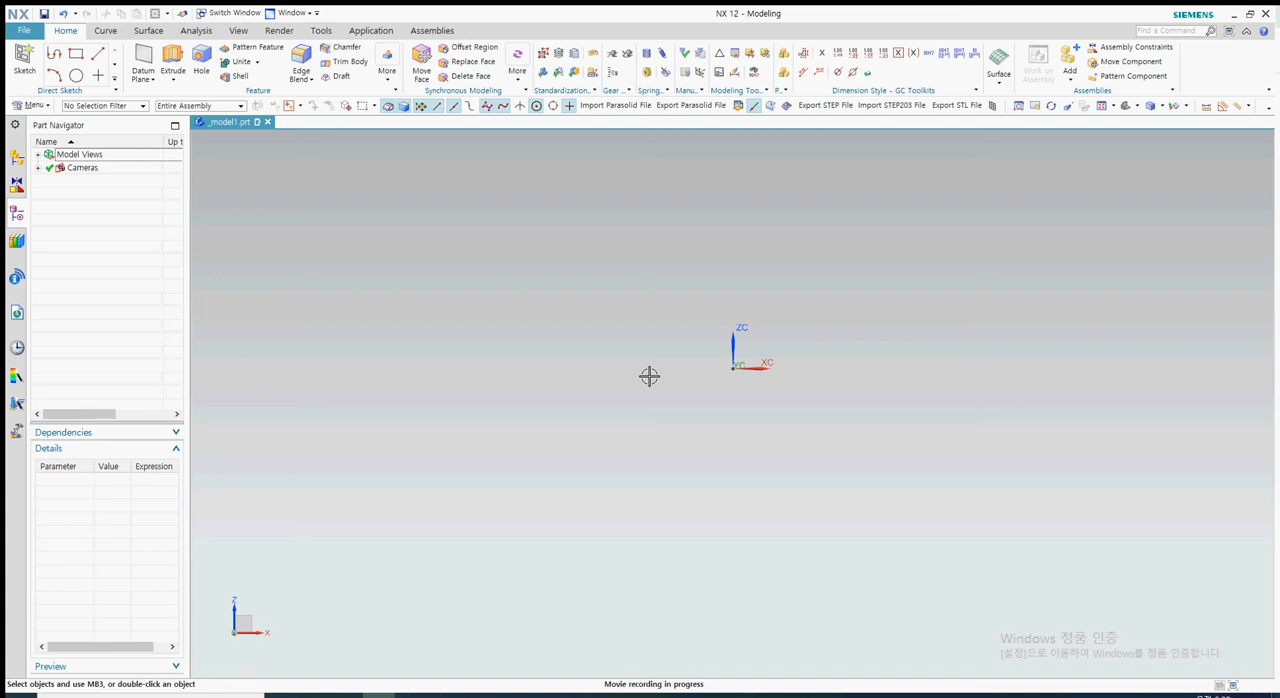 NX Switch Window Window NX 12 - Modeling SIEMENS
File Home Curve Surface Analysis View Selection Render Tools Application Assemblies Find a Command
Sketch Datum Plane Extrude Hole Pattern Feature Unite Shell Edge Blend Chamfer Trim Body Draft More Move Face Offset Region Replace Face Delete Face More Surface Work on Assembly Add Assembly Constraints Move Component Pattern Component
Direct Sketch Feature Synchronous Modeling Standardization... Gear ... Spring... Manu... Modeling Too... P... Dimension Style - GC Toolkits Assemblies
Menu No Selection Filter Entire Assembly Import Parasolid File Export Parasolid File Export STEP File Import STEP203 File Export STL File
Part Navigator _model1.prt
Name Up t
Model Views
Cameras
ZC
YC XC
Dependencies
Details
Parameter Value Expression
Z
X
Windows 정품 인증
[설정]으로 이동하여 Windows를 정품 인증합니다.
Preview
Select objects and use MB3, or double-click an object Movie recording in progress